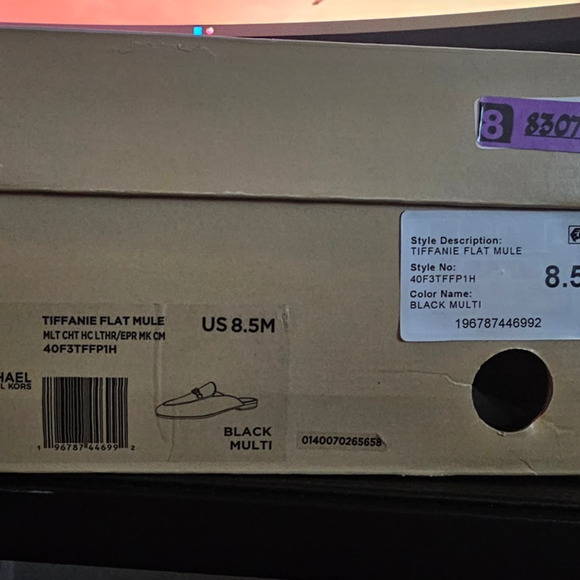 8 8307
Style Description:
TIFFANIE FLAT MULE
Style No:
40F3TFFP1H
8.5
Color Name:
BLACK MULTI
196787446992
TIFFANIE FLAT MULE
MLT CHT HC LTHR/EPR MK CM
40F3TFFP1H
US 8.5M
HAEL
L KORS
1 96787 44699 2
BLACK
MULTI
0140070265658